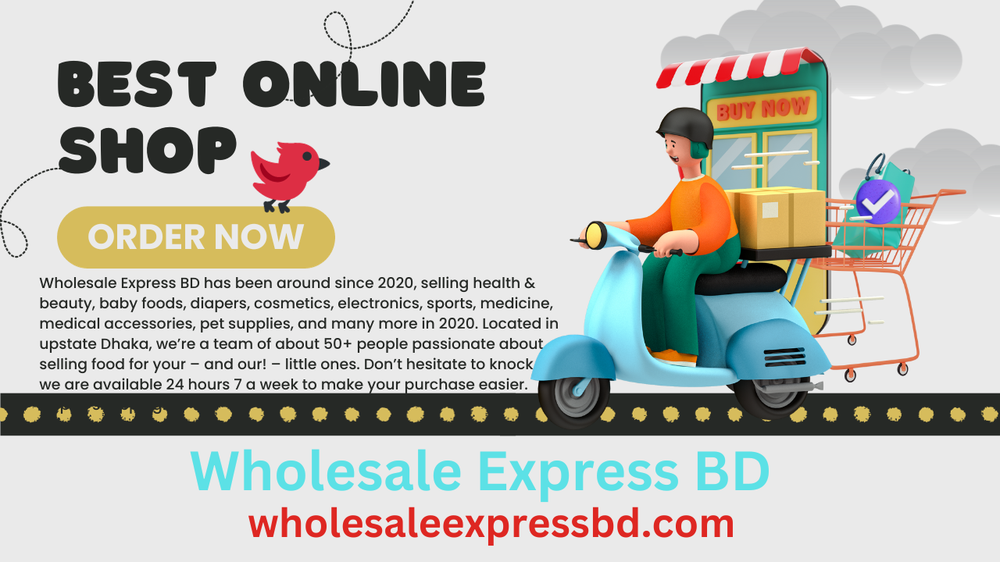 BEST ONLINE
SHOP
ORDER NOW
Wholesale Express BD has been around since 2020, selling health &
beauty, baby foods, diapers, cosmetics, electronics, sports, medicine,
medical accessories, pet supplies, and many more in 2020. Located in
upstate Dhaka, we’re a team of about 50+ people passionate about
selling food for your – and our! – little ones. Don’t hesitate to knock
we are available 24 hours 7 a week to make your purchase easier.
BUY NOW
Wholesale Express BD
wholesaleexpressbd.com